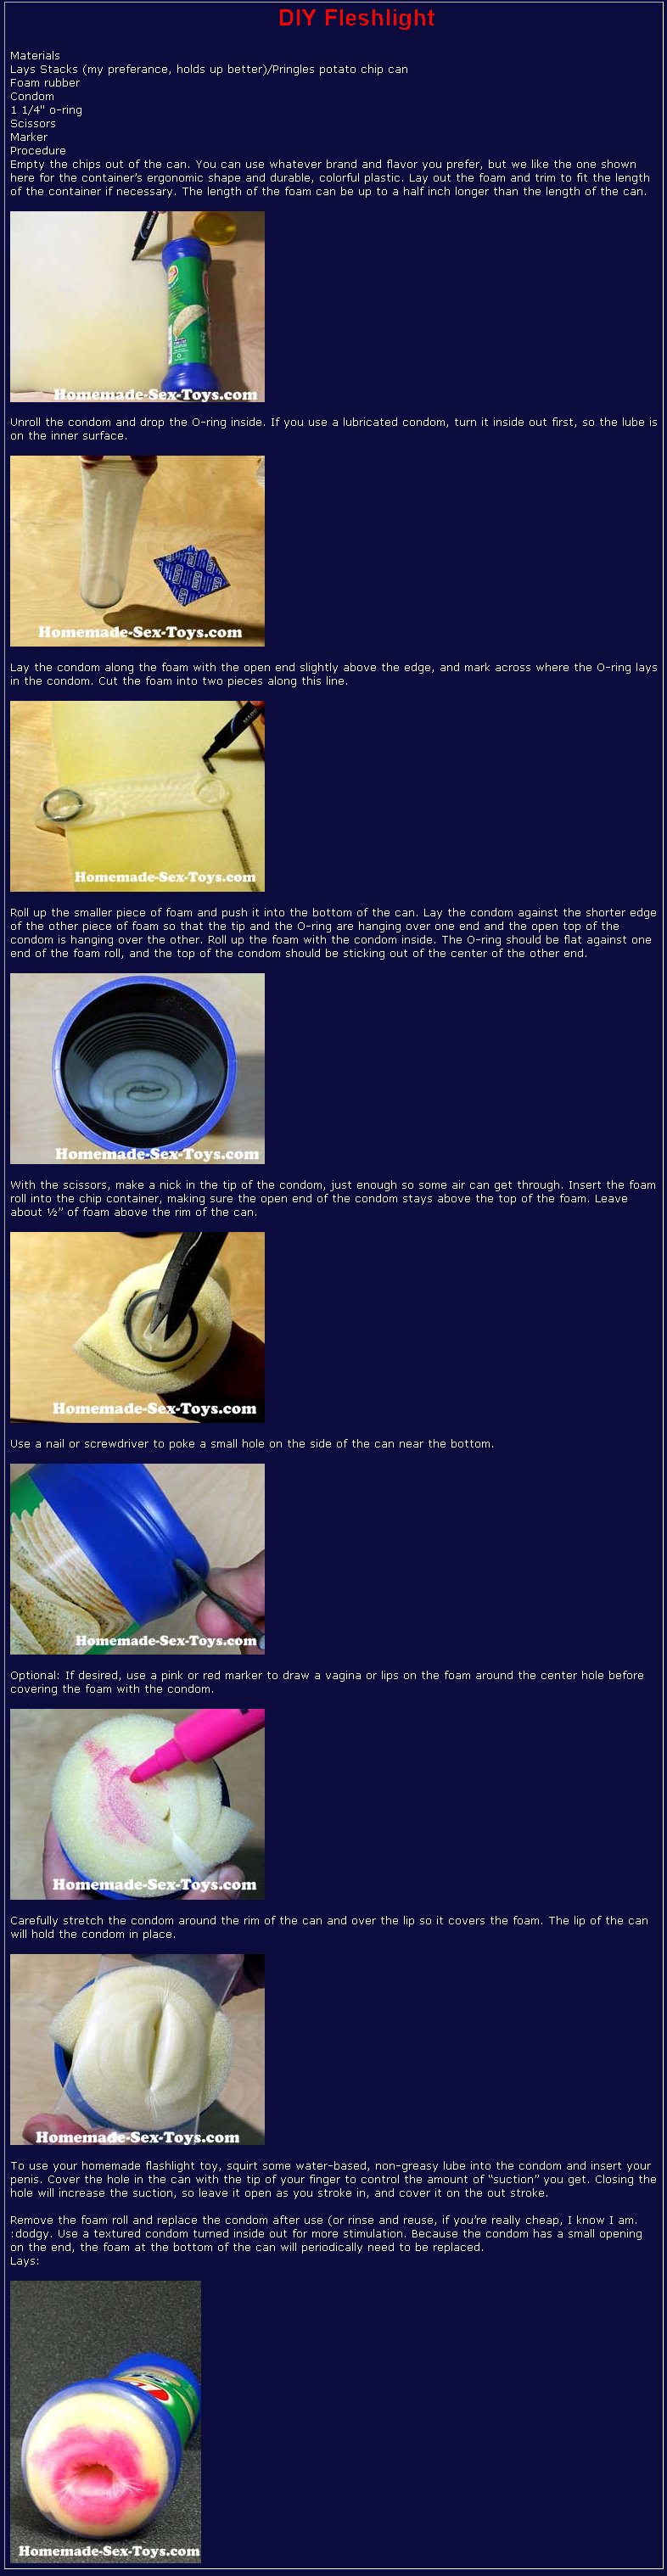 DIY Fleshlight
Materials
Lays Stacks (my preferance, holds up better)/Pringles potato chip can
Foam rubber
Condom
1 1/4" o-ring
Scissors
Marker
Procedure
Empty the chips out of the can. You can use whatever brand and flavor you prefer, but we like the one shown
here for the container's ergonomic shape and durable, colorful plastic. Lay out the foam and trim to fit the length
of the container if necessary. The length of the foam can be up to a half inch longer than the length of the can.
Homemade-Sex-Toys.com
Unroll the condom and drop the O-ring inside. If you use a lubricated condom, turn it inside out first, so the lube is
on the inner surface.
Homemade-Sex-Toys.com
Lay the condom along the foam with the open end slightly above the edge, and mark across where the O-ring lays
in the condom. Cut the foam into two pieces along this line.
Homemade-Sex-Toys.com
Roll up the smaller piece of foam and push it into the bottom of the can. Lay the condom against the shorter edge
of the other piece of foam so that the tip and the O-ring are hanging over one end and the open top of the
condom is hanging over the other. Roll up the foam with the condom inside. The O-ring should be flat against one
end of the foam roll, and the top of the condom should be sticking out of the center of the other end.
Homemade-Sex-Toys.com
With the scissors, make a nick in the tip of the condom, just enough so some air can get through. Insert the foam
roll into the chip container, making sure the open end of the condom stays above the top of the foam. Leave
about ½” of foam above the rim of the can.
Homemade-Sex-Toys.com
Use a nail or screwdriver to poke a small hole on the side of the can near the bottom.
Homemade-Sex-Toys.com
Optional: If desired, use a pink or red marker to draw a vagina or lips on the foam around the center hole before
covering the foam with the condom.
Homemade-Sex-Toys.com
Carefully stretch the condom around the rim of the can and over the lip so it covers the foam. The lip of the can
will hold the condom in place.
Homemade-Sex-Toys.com
To use your homemade flashlight toy, squirt some water-based, non-greasy lube into the condom and insert your
penis. Cover the hole in the can with the tip of your finger to control the amount of “suction” you get. Closing the
hole will increase the suction, so leave it open as you stroke in, and cover it on the out stroke.
Remove the foam roll and replace the condom after use (or rinse and reuse, if you’re really cheap, I know I am.
:dodgy. Use a textured condom turned inside out for more stimulation. Because the condom has a small opening
on the end, the foam at the bottom of the can will periodically need to be replaced.
Lays:
Homemade-Sex-Toys.com